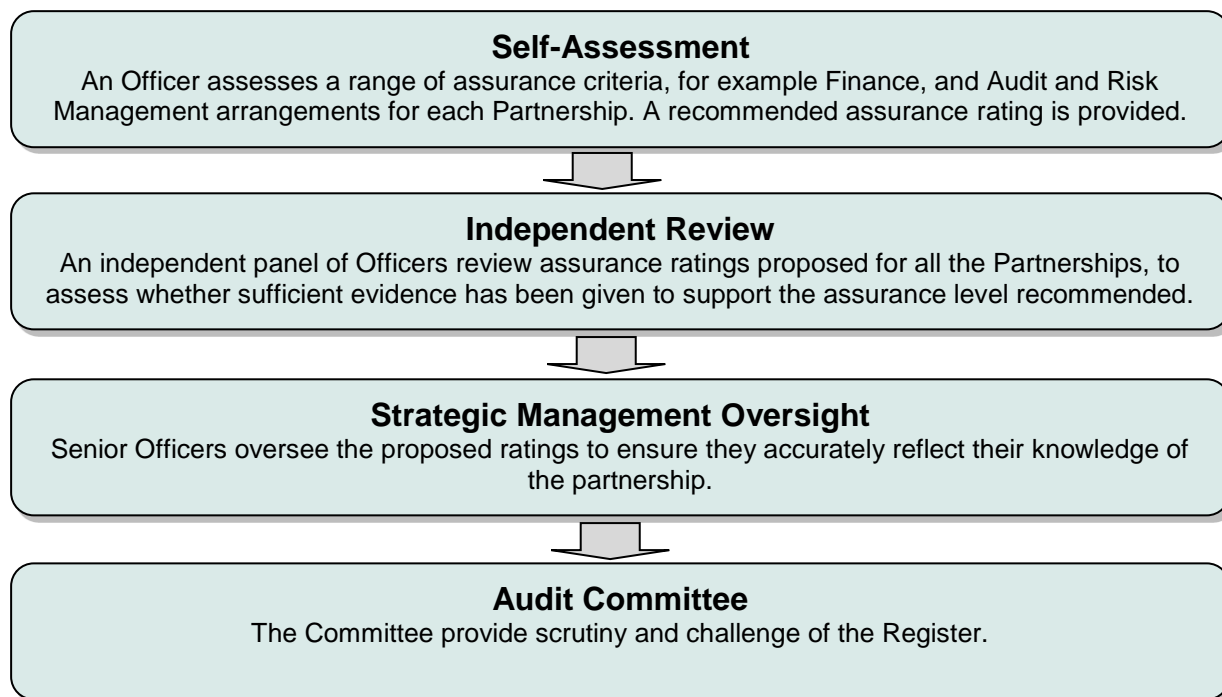 Self-Assessment
An Officer assesses a range of assurance criteria, for example Finance, and Audit and Risk
Management arrangements for each Partnership. A recommended assurance rating is provided.
Independent Review
An independent panel of Officers review assurance ratings proposed for all the Partnerships, to
assess whether sufficient evidence has been given to support the assurance level recommended.
Strategic Management Oversight
Senior Officers oversee the proposed ratings to ensure they accurately reflect their knowledge of
the partnership.
Audit Committee
The Committee provide scrutiny and challenge of the Register.